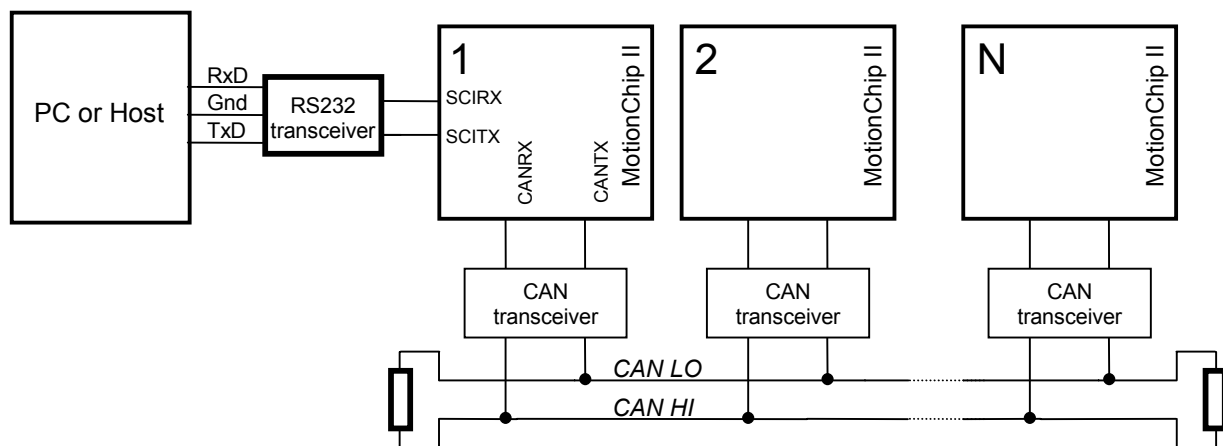 PC or Host
RxD
Gnd
TxD
RS232
transceiver
1
SCIRX
SCITX
CANRX
CANTX
MotionChip II
2
MotionChip II
N
MotionChip II
CAN
transceiver
CAN
transceiver
CAN
transceiver
CAN LO
CAN HI